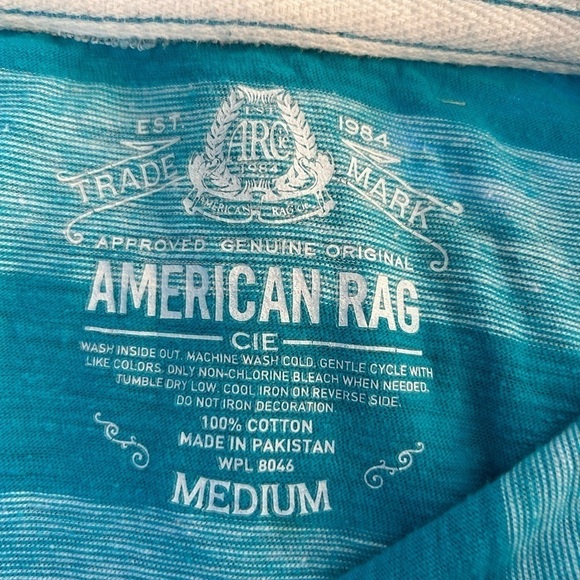 EST. 1984
ARC
1984
TRADE MARK
AMERICAN RAG CIE
APPROVED GENUINE ORIGINAL
AMERICAN RAG
CIE
WASH INSIDE OUT. MACHINE WASH COLD. GENTLE CYCLE WITH
LIKE COLORS. ONLY NON-CHLORINE BLEACH WHEN NEEDED.
TUMBLE DRY LOW. COOL IRON ON REVERSE SIDE.
DO NOT IRON DECORATION.
100% COTTON
MADE IN PAKISTAN
WPL 8046
MEDIUM